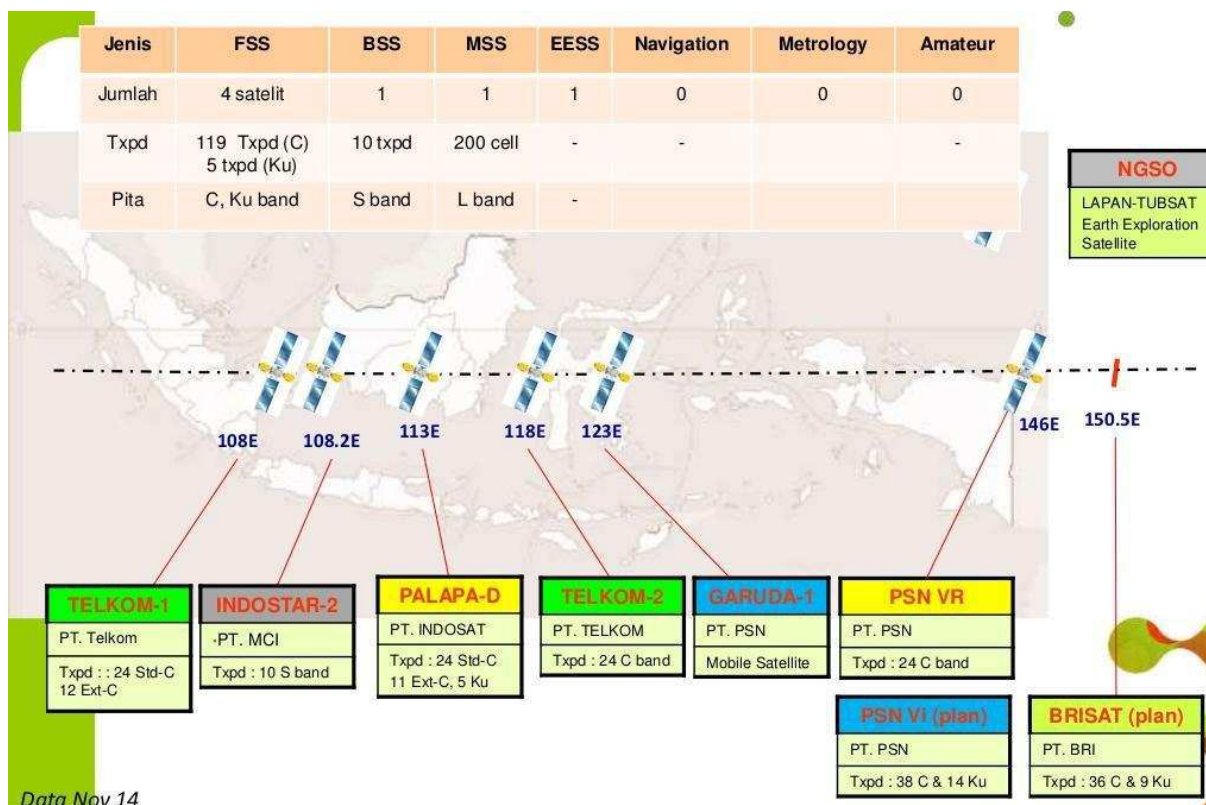 Jenis FSS BSS MSS EESS Navigation Metrology Amateur
Jumlah 4 satelit 1 1 1 0 0 0
Txpd 119 Txpd (C) 10 txpd 200 cell - - -
5 txpd (Ku)
Pita C, Ku band S band L band -
NGSO
LAPAN-TUBSAT
Earth Exploration
Satellite
108E 108.2E 113E 118E 123E 146E 150.5E
TELKOM-1
PT. Telkom
Txpd : : 24 Std-C
12 Ext-C
INDOSTAR-2
•PT. MCI
Txpd : 10 S band
PALAPA-D
PT. INDOSAT
Txpd : 24 Std-C
11 Ext-C, 5 Ku
TELKOM-2
PT. TELKOM
Txpd : 24 C band
GARUDA-1
PT. PSN
Mobile Satellite
PSN VR
PT. PSN
Txpd : 24 C band
PSN Vi (plan)
PT. PSN
Txpd : 38 C & 14 Ku
BRISAT (plan)
PT. BRI
Txpd : 36 C & 9 Ku
Data Nov 14